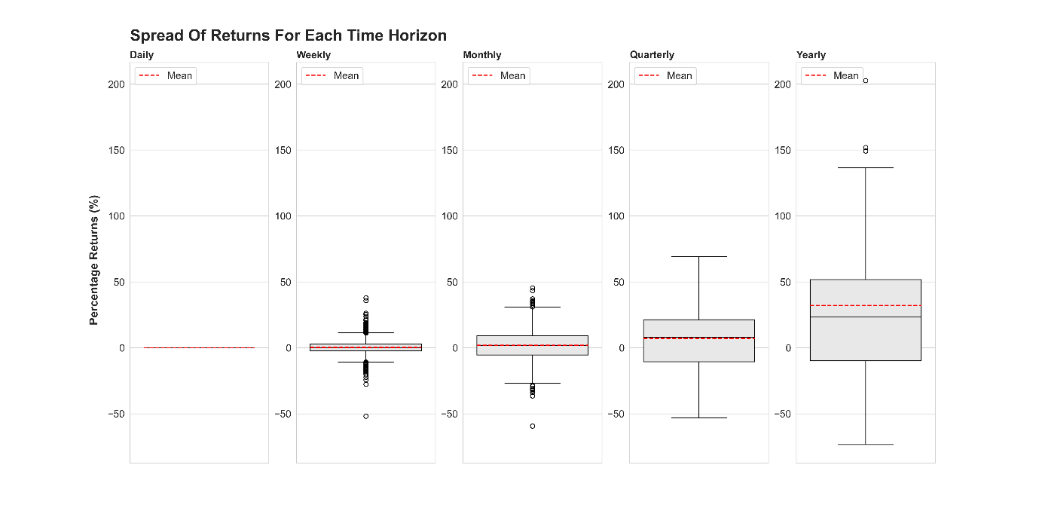 Spread Of Returns For Each Time Horizon
Daily Weekly Monthly Quarterly Yearly
Mean Mean Mean Mean Mean
200 200 200 200 200
150 150 150 150 150
100 100 100 100 100
50 50 50 50 50
0 0 0 0 0
−50 −50 −50 −50 −50
Percentage Returns (%)